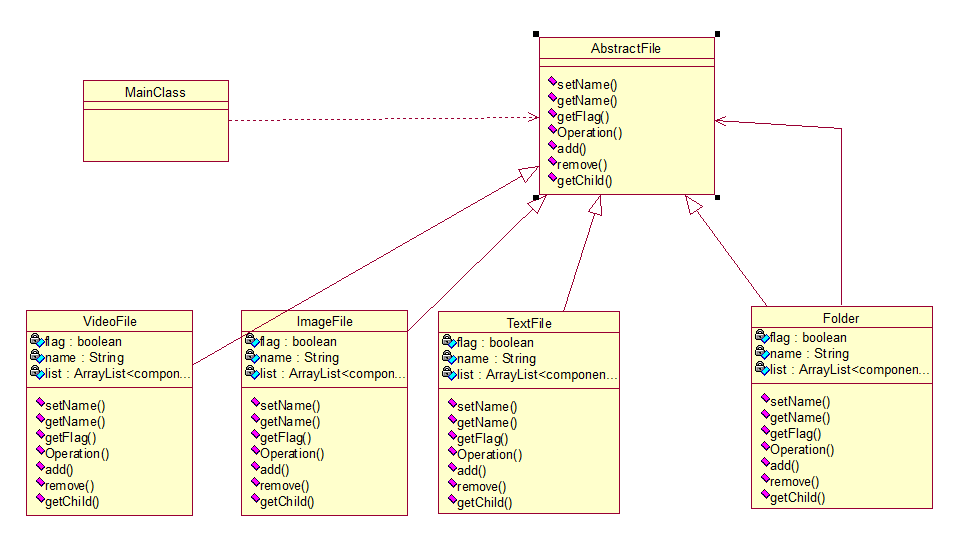 AbstractFile
setName()
getName()
getFlag()
Operation()
add()
remove()
getChild()
MainClass
VideoFile
flag : boolean
name : String
list : ArrayList<compon...
setName()
getName()
getFlag()
Operation()
add()
remove()
getChild()
ImageFile
flag : boolean
name : String
list : ArrayList<compon...
setName()
getName()
getFlag()
Operation()
add()
remove()
getChild()
TextFile
flag : boolean
name : String
list : ArrayList<componen...
setName()
getName()
getFlag()
Operation()
add()
remove()
getChild()
Folder
flag : boolean
name : String
list : ArrayList<componen...
setName()
getName()
getFlag()
Operation()
add()
remove()
getChild()